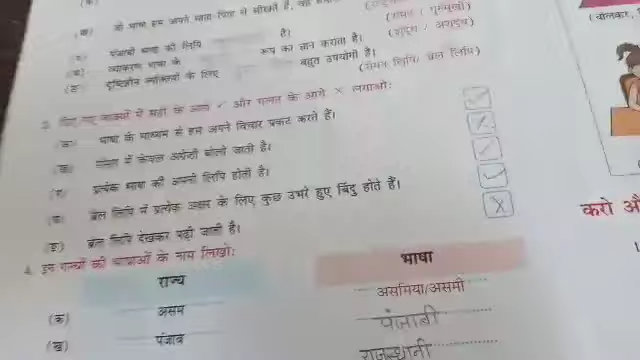 (ख) जो भाषा हम अपने माता पिता से सीखते हैं, वह
(ग) पंजाबी भाषा की लिपि है। (रोमन / गुरुमुखी)
(घ) व्याकरण भाषा के रूप का ज्ञान कराता है। (शुद्ध / अशुद्ध)
(ङ) दृष्टिहीन व्यक्तियों के लिए बहुत उपयोगी है। (रोमन लिपि/ ब्रेल लिपि)
3. दिए गए वाक्यों में सही के आगे ✓ और गलत के आगे × लगाओ:
(क) भाषा के माध्यम से हम अपने विचार प्रकट करते हैं। ✓
(ख) में केवल अंग्रेजी बोली जाती है। ×
(ग) प्रत्येक भाषा की अपनी लिपि होती है। ✓
(घ) ब्रेल लिपि में प्रत्येक अक्षर के लिए कुछ उभरे हुए बिंदु होते हैं। ✓
(ङ) ब्रेल लिपि देखकर पढ़ी जाती है। ×
4. इन राज्यों की भाषाओं के नाम लिखो:
राज्य भाषा
(क) असम असमिया/असमी
(ख) पंजाब पंजाबी
राजस्थानी
करो औ